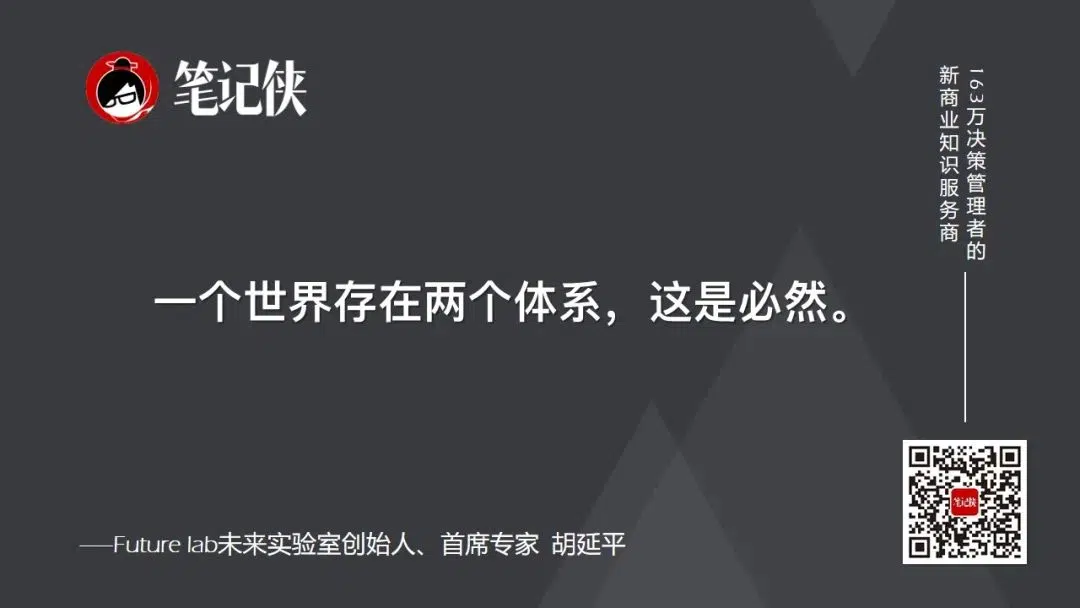 笔记侠
163万决策管理者的
新商业知识服务商
一个世界存在两个体系，这是必然。
——Future lab未来实验室创始人、首席专家 胡延平
笔记侠